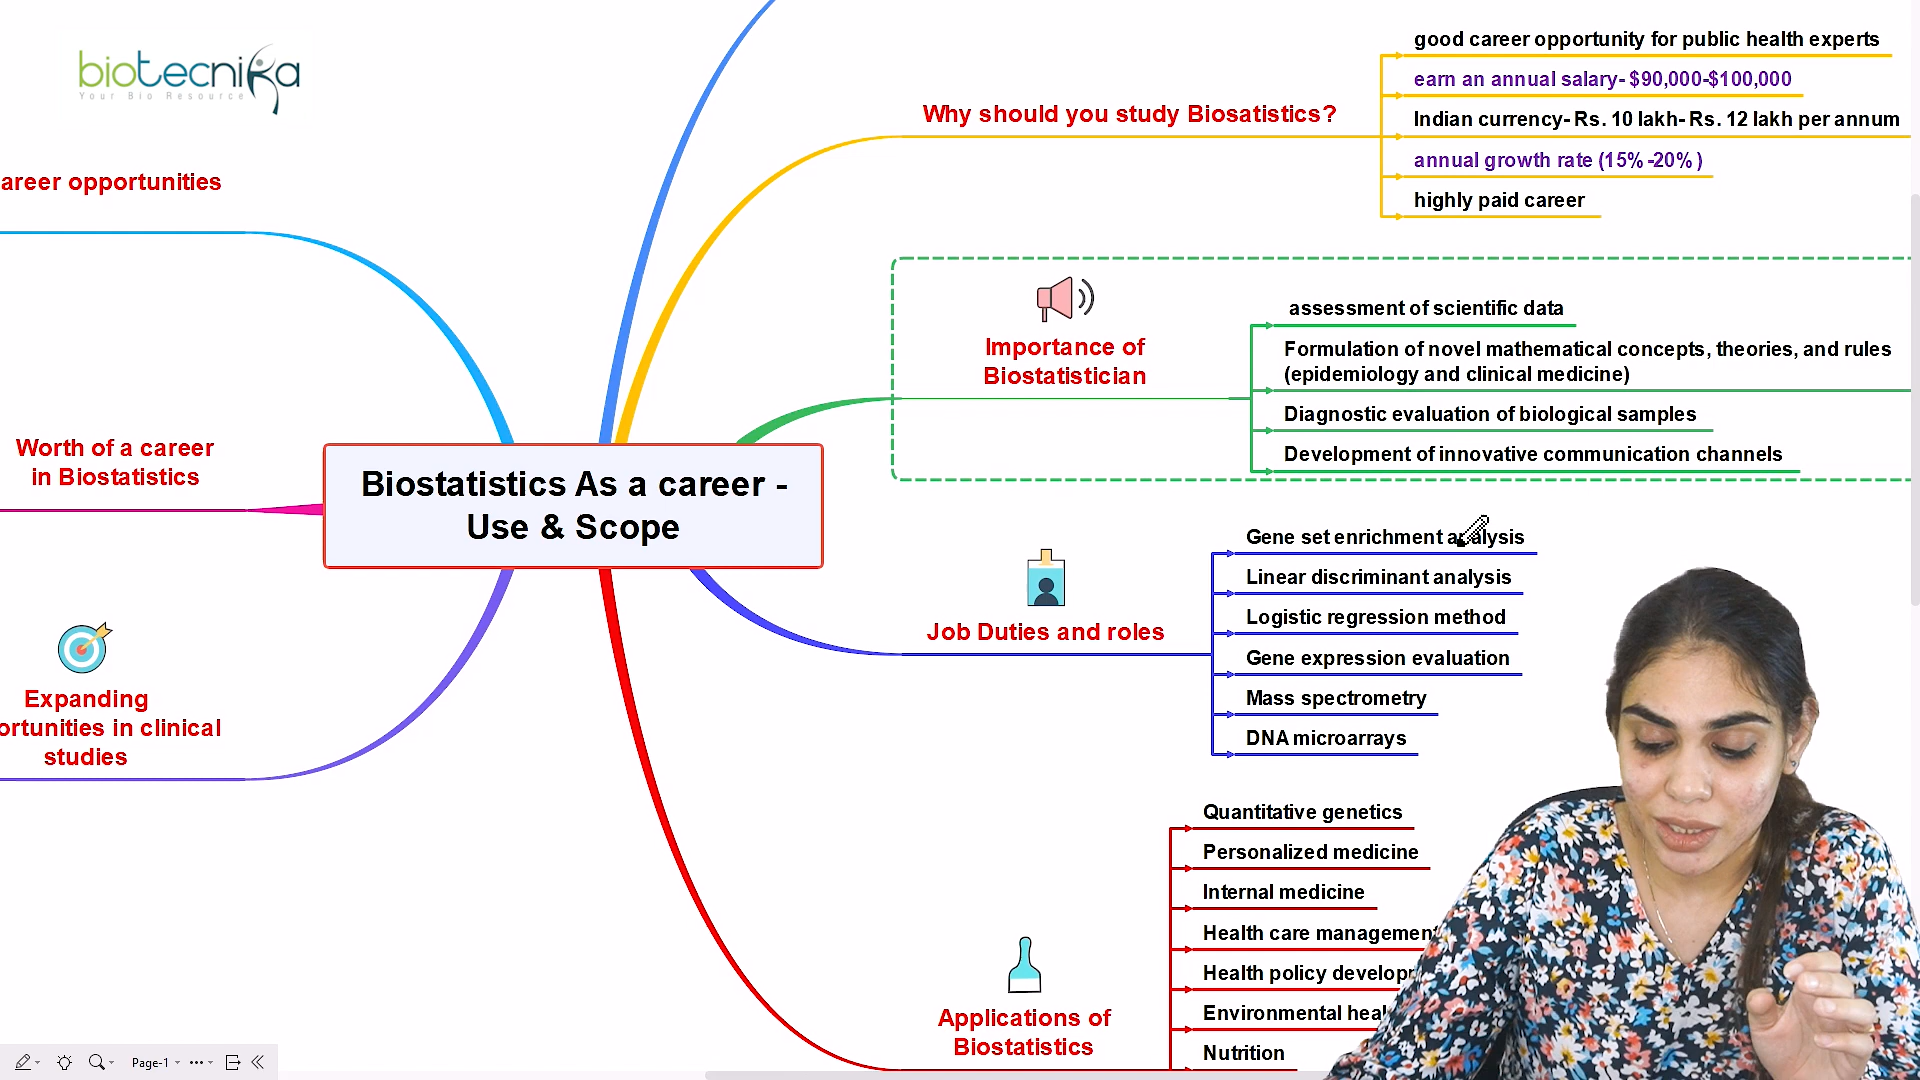 biotecnika
Your Bio Resource
good career opportunity for public health experts
earn an annual salary- $90,000-$100,000
Why should you study Biosatistics?
Indian currency- Rs. 10 lakh- Rs. 12 lakh per annum
annual growth rate (15% -20% )
highly paid career
areer opportunities
assessment of scientific data
Importance of
Biostatistician
Formulation of novel mathematical concepts, theories, and rules
(epidemiology and clinical medicine)
Diagnostic evaluation of biological samples
Development of innovative communication channels
Worth of a career
in Biostatistics
Biostatistics As a career -
Use & Scope
Gene set enrichment analysis
Linear discriminant analysis
Logistic regression method
Job Duties and roles
Gene expression evaluation
Mass spectrometry
DNA microarrays
Expanding
ortunities in clinical
studies
Quantitative genetics
Personalized medicine
Internal medicine
Health care management
Health policy developr
Environmental heal
Nutrition
Applications of
Biostatistics
Page-1